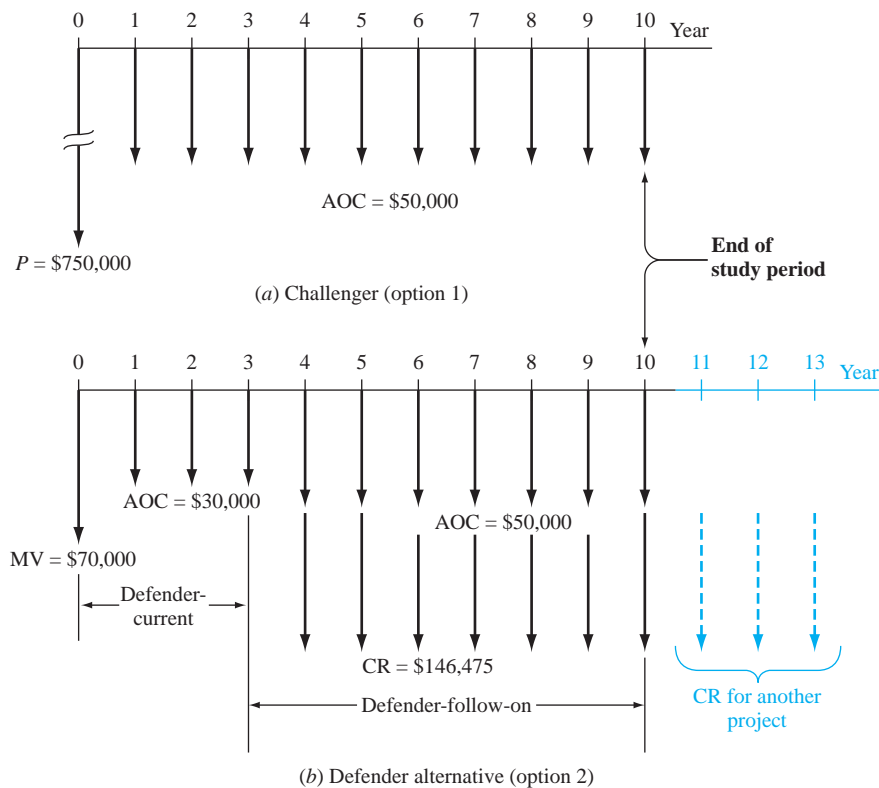 0 1 2 3 4 5 6 7 8 9 10 Year
AOC = $50,000
P = $750,000
End of
study period
(a) Challenger (option 1)
0 1 2 3 4 5 6 7 8 9 10 11 12 13 Year
AOC = $30,000
AOC = $50,000
MV = $70,000
Defender-
current
CR = $146,475
Defender-follow-on
CR for another
project
(b) Defender alternative (option 2)